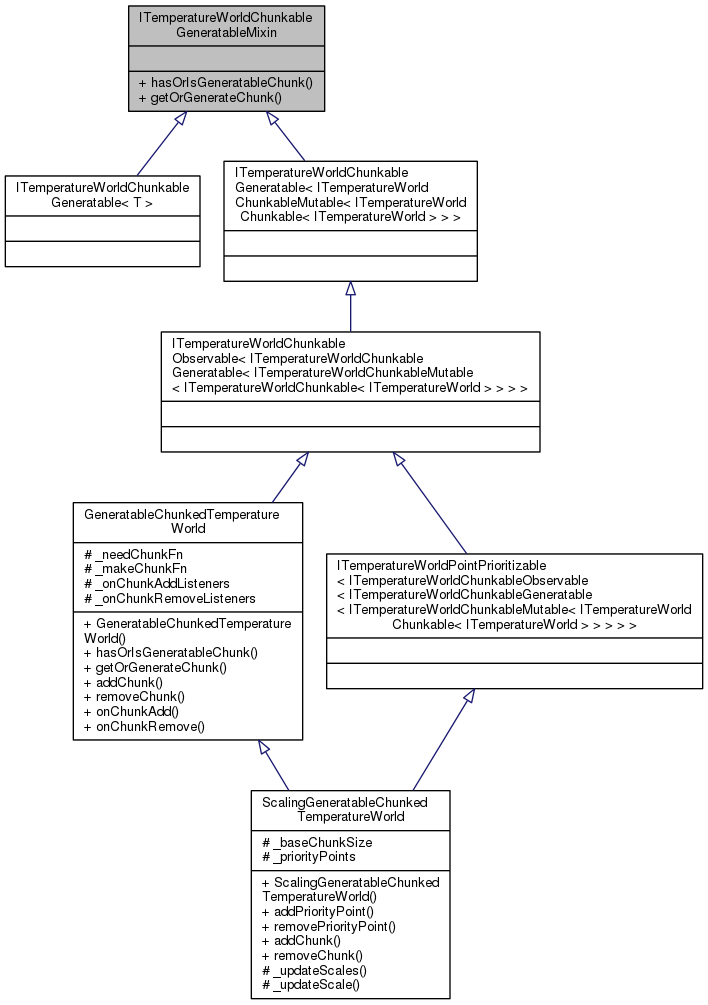 ITemperatureWorldChunkable
GeneratableMixin
+ hasOrIsGeneratableChunk()
+ getOrGenerateChunk()
ITemperatureWorldChunkable
Generatable< T >
ITemperatureWorldChunkable
Generatable< ITemperatureWorld
ChunkableMutable< ITemperatureWorld
Chunkable< ITemperatureWorld > > >
ITemperatureWorldChunkable
Observable< ITemperatureWorldChunkable
Generatable< ITemperatureWorldChunkableMutable
< ITemperatureWorldChunkable< ITemperatureWorld > > > >
GeneratableChunkedTemperature
World
# _needChunkFn
# _makeChunkFn
# _onChunkAddListeners
# _onChunkRemoveListeners
+ GeneratableChunkedTemperature
World()
+ hasOrIsGeneratableChunk()
+ getOrGenerateChunk()
+ addChunk()
+ removeChunk()
+ onChunkAdd()
+ onChunkRemove()
ITemperatureWorldPointPrioritizable
< ITemperatureWorldChunkableObservable
< ITemperatureWorldChunkableGeneratable
< ITemperatureWorldChunkableMutable< ITemperatureWorld
Chunkable< ITemperatureWorld > > > > >
ScalingGeneratableChunked
TemperatureWorld
# _baseChunkSize
# _priorityPoints
+ ScalingGeneratableChunked
TemperatureWorld()
+ addPriorityPoint()
+ removePriorityPoint()
+ addChunk()
+ removeChunk()
# _updateScales()
# _updateScale()